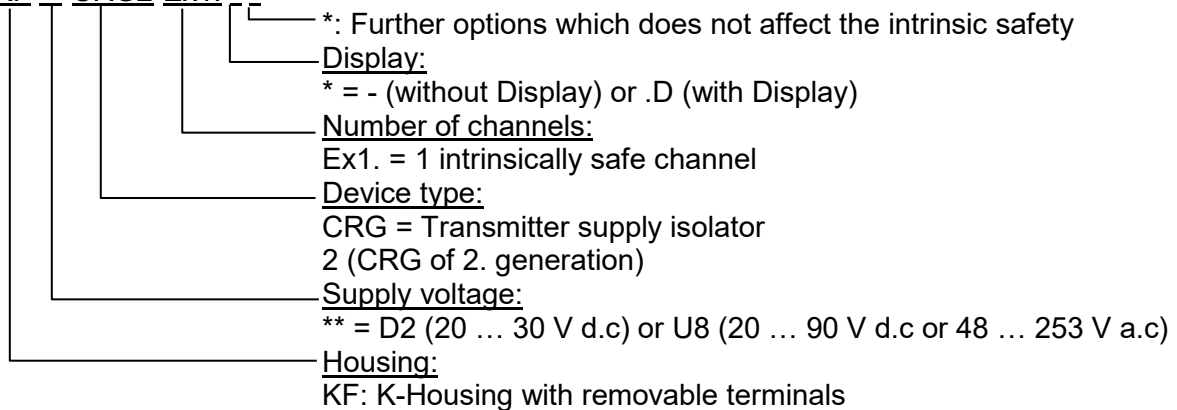 *: Further options which does not affect the intrinsic safety
Display:
* = - (without Display) or .D (with Display)
Number of channels:
Ex1. = 1 intrinsically safe channel
Device type:
CRG = Transmitter supply isolator
2 (CRG of 2. generation)
Supply voltage:
** = D2 (20 … 30 V d.c) or U8 (20 … 90 V d.c or 48 … 253 V a.c)
Housing:
KF: K-Housing with removable terminals